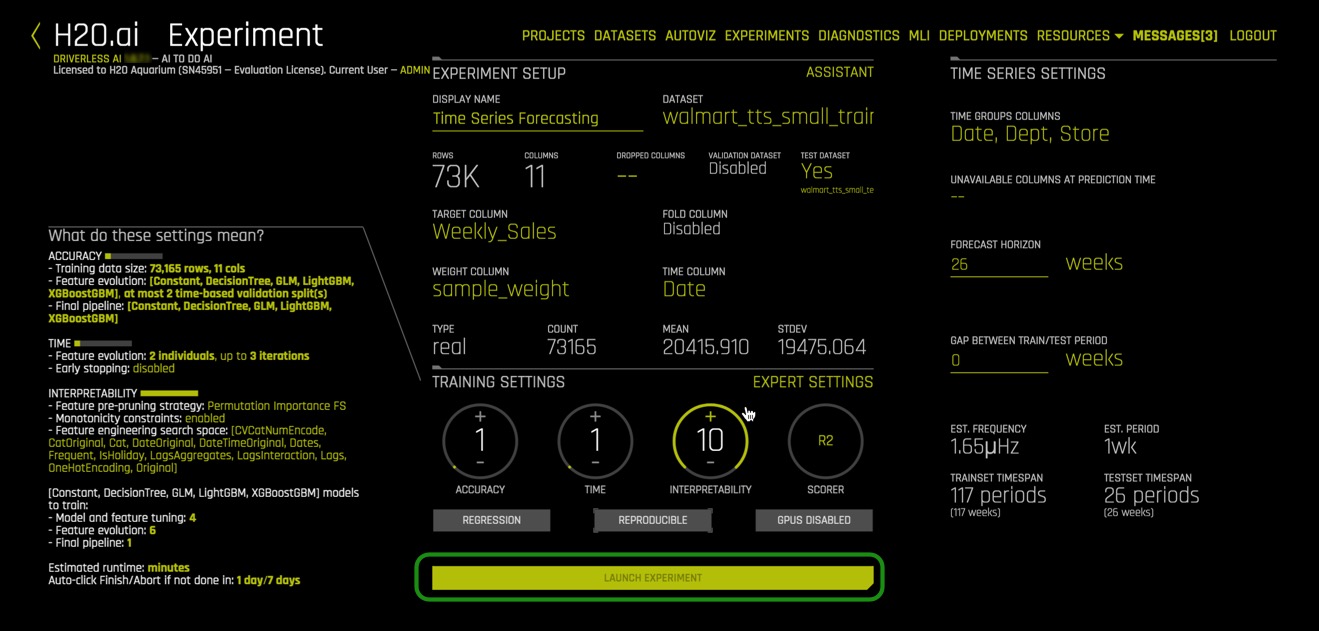 H2O.ai Experiment
DRIVERLESS AI — AI TO DO AI
Licensed to H2O Aquarium (SN45951 — Evaluation License). Current User — ADMIN
PROJECTS DATASETS AUTOVIZ EXPERIMENTS DIAGNOSTICS MLI DEPLOYMENTS RESOURCES MESSAGES[3] LOGOUT
What do these settings mean?
ACCURACY
- Training data size: 73,165 rows, 11 cols
- Feature evolution: [Constant, DecisionTree, GLM, LightGBM,
XGBoostGBM], at most 2 time-based validation split(s)
- Final pipeline: [Constant, DecisionTree, GLM, LightGBM,
XGBoostGBM]
TIME
- Feature evolution: 2 individuals, up to 3 iterations
- Early stopping: disabled
INTERPRETABILITY
- Feature pre-pruning strategy: Permutation Importance FS
- Monotonicity constraints: enabled
- Feature engineering search space: [CVCatNumEncode,
CatOriginal, Cat, DateOriginal, DateTimeOriginal, Dates,
Frequent, IsHoliday, LagsAggregates, LagsInteraction, Lags,
OneHotEncoding, Original]
[Constant, DecisionTree, GLM, LightGBM, XGBoostGBM] models
to train:
- Model and feature tuning: 4
- Feature evolution: 6
- Final pipeline: 1
Estimated runtime: minutes
Auto-click Finish/Abort if not done in: 1 day/7 days
EXPERIMENT SETUP
ASSISTANT
DISPLAY NAME
Time Series Forecasting
DATASET
walmart_tts_small_train
ROWS
73K
COLUMNS
11
DROPPED COLUMNS
--
VALIDATION DATASET
Disabled
TEST DATASET
Yes
walmart_tts_small_te
TARGET COLUMN
Weekly_Sales
FOLD COLUMN
Disabled
WEIGHT COLUMN
sample_weight
TIME COLUMN
Date
TYPE
real
COUNT
73165
MEAN
20415.910
STDEV
19475.064
TRAINING SETTINGS
EXPERT SETTINGS
+
1
-
ACCURACY
+
1
-
TIME
+
10
-
INTERPRETABILITY
R2
SCORER
REGRESSION
REPRODUCIBLE
GPUS DISABLED
LAUNCH EXPERIMENT
TIME SERIES SETTINGS
TIME GROUPS COLUMNS
Date, Dept, Store
UNAVAILABLE COLUMNS AT PREDICTION TIME
--
FORECAST HORIZON
26 weeks
GAP BETWEEN TRAIN/TEST PERIOD
0 weeks
EST. FREQUENCY
1.65µHz
EST. PERIOD
1wk
TRAINSET TIMESPAN
117 periods
(117 weeks)
TESTSET TIMESPAN
26 periods
(26 weeks)